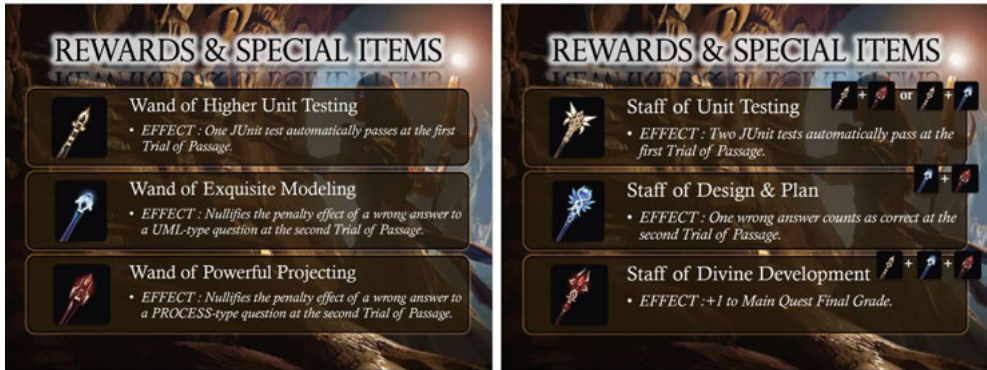 REWARDS & SPECIAL ITEMS
Wand of Higher Unit Testing
• EFFECT : One JUnit test automatically passes at the first
Trial of Passage.
Wand of Exquisite Modeling
• EFFECT : Nullifies the penalty effect of a wrong answer to
a UML-type question at the second Trial of Passage.
Wand of Powerful Projecting
• EFFECT : Nullifies the penalty effect of a wrong answer to
a PROCESS-type question at the second Trial of Passage.
REWARDS & SPECIAL ITEMS
+ or +
Staff of Unit Testing
• EFFECT : Two JUnit tests automatically pass at the
first Trial of Passage.
+
Staff of Design & Plan
• EFFECT : One wrong answer counts as correct at the
second Trial of Passage.
+ +
Staff of Divine Development
• EFFECT :+1 to Main Quest Final Grade.